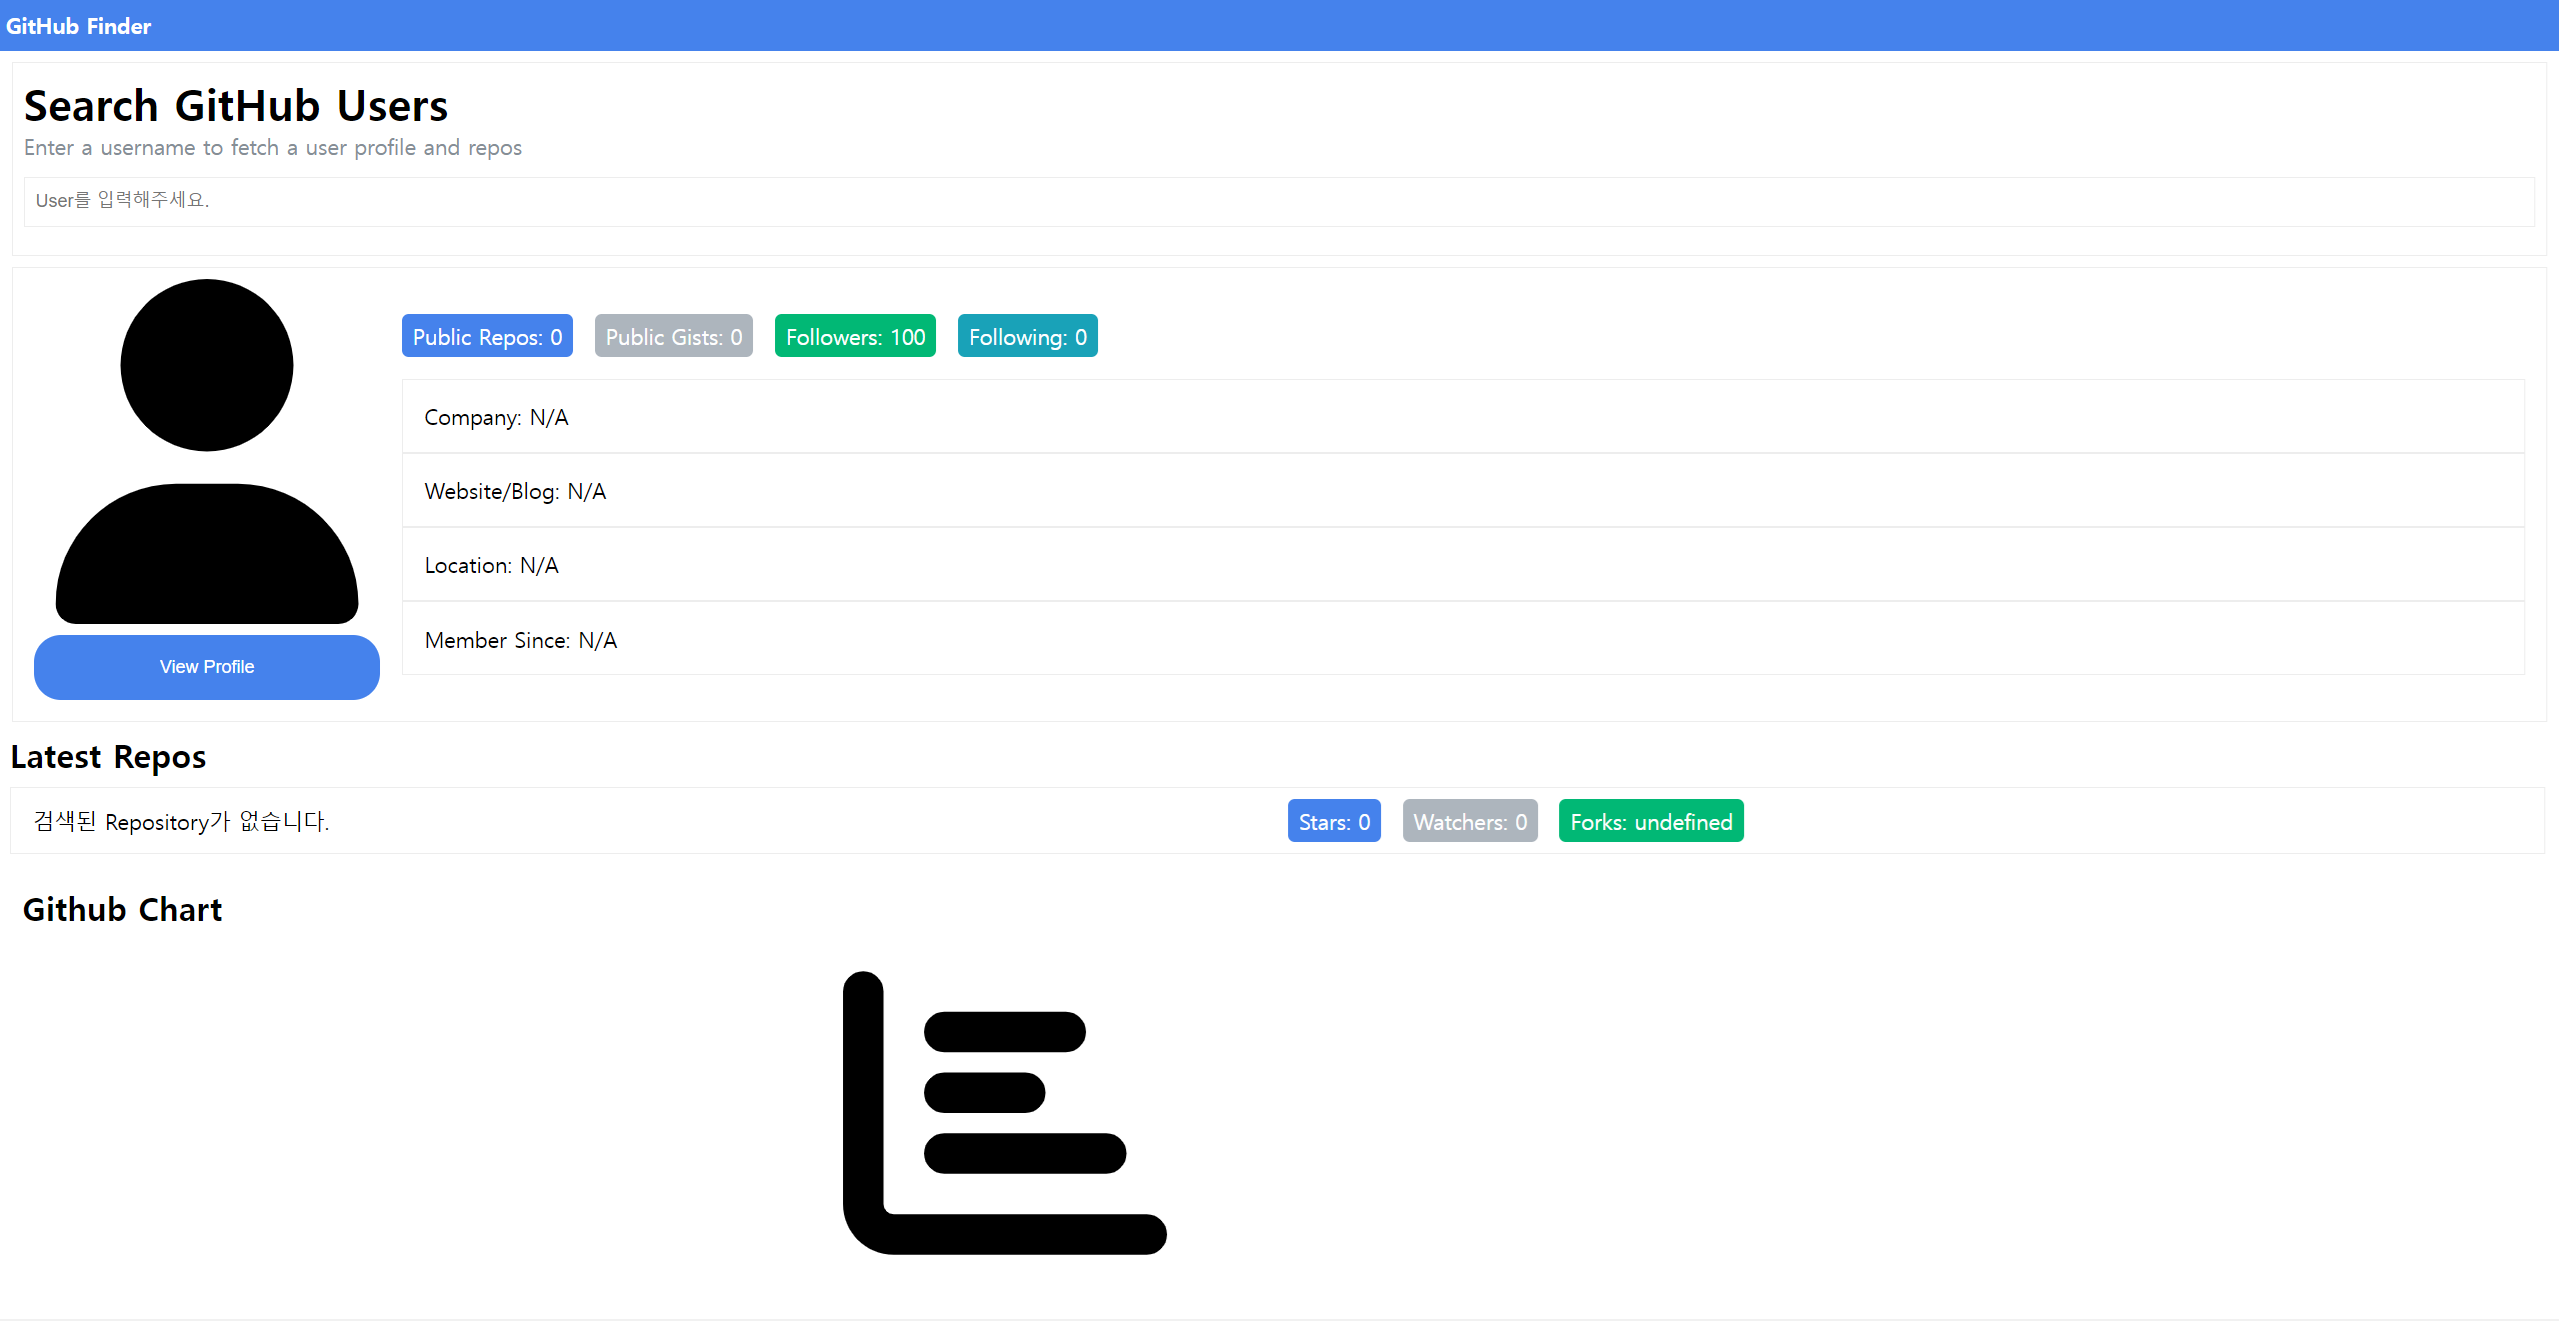 GitHub Finder
Search GitHub Users
Enter a username to fetch a user profile and repos
User를 입력해주세요.
Public Repos: 0 Public Gists: 0 Followers: 100 Following: 0
Company: N/A
Website/Blog: N/A
Location: N/A
Member Since: N/A
View Profile
Latest Repos
검색된 Repository가 없습니다. Stars: 0 Watchers: 0 Forks: undefined
Github Chart